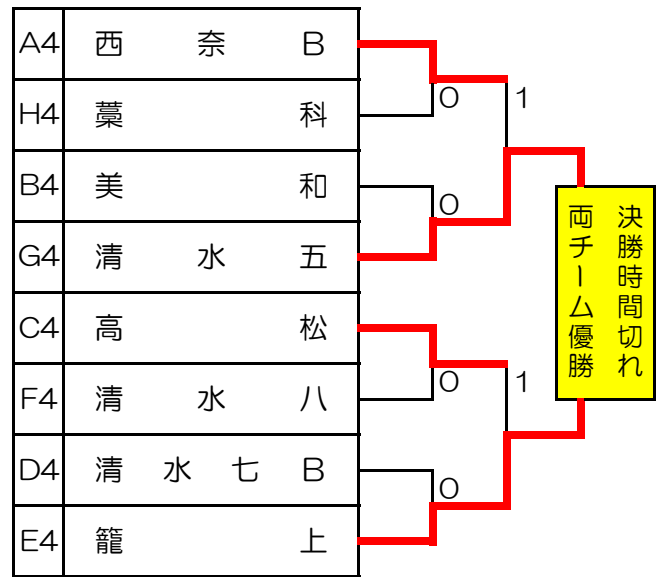 A4 西奈B
H4 藁科
B4 美和
G4 清水五
C4 高松
F4 清水八
D4 清水七B
E4 籠上
0
1
0
0
1
0
決勝時間切れ
両チーム優勝